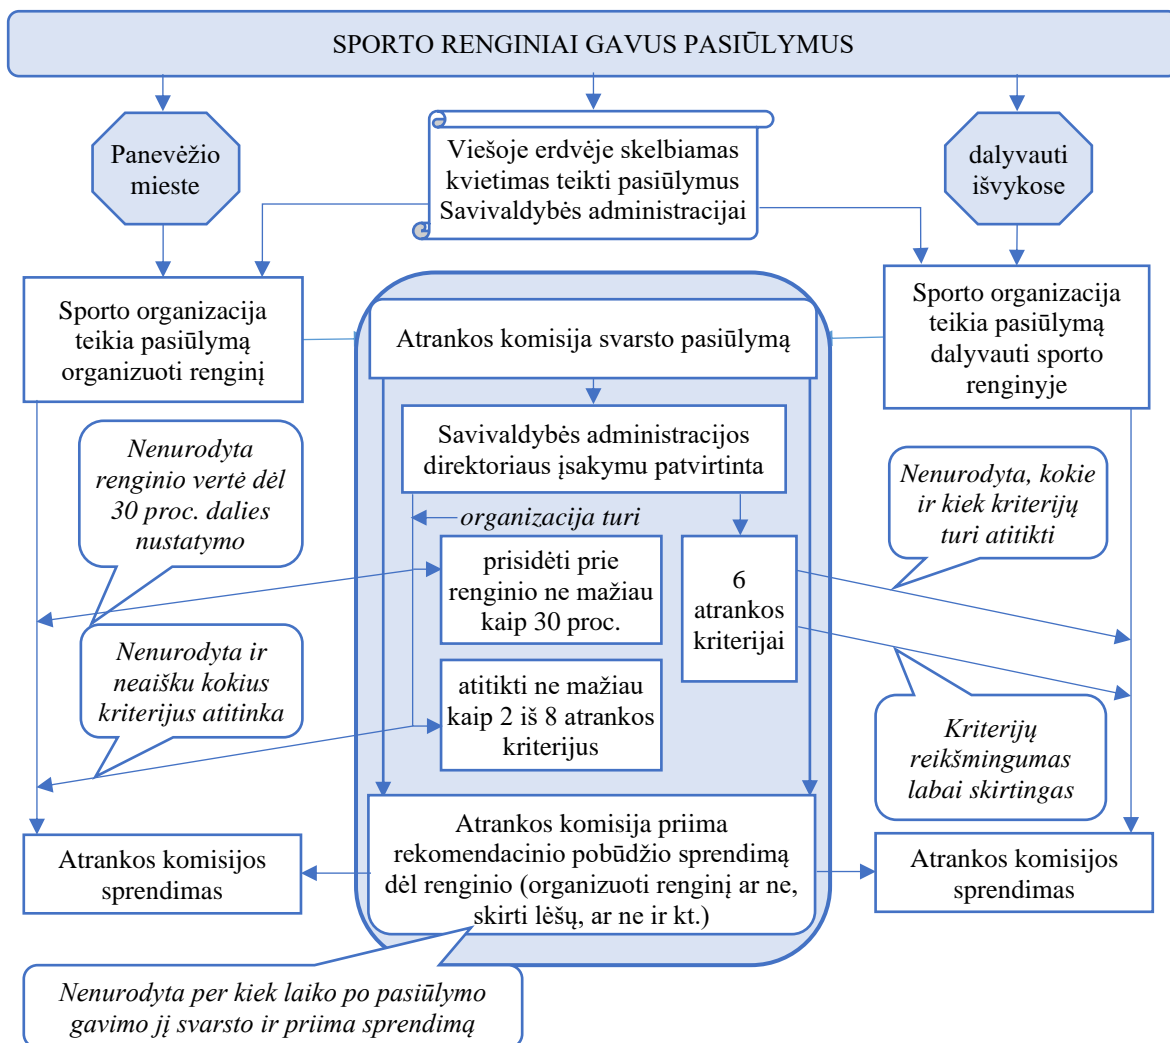 SPORTO RENGINIAI GAVUS PASIŪLYMUS
Panevėžio
mieste
Viešoje erdvėje skelbiamas
kvietimas teikti pasiūlymus
Savivaldybės administracijai
dalyvauti
išvykose
Sporto organizacija
teikia pasiūlymą
organizuoti renginį
Atrankos komisija svarsto pasiūlymą
Sporto organizacija
teikia pasiūlymą
dalyvauti sporto
renginyje
Nenurodyta
renginio vertė dėl
30 proc. dalies
nustatymo
Savivaldybės administracijos
direktoriaus įsakymu patvirtinta
organizacija turi
Nenurodyta, kokie
ir kiek kriterijų
turi atitikti
prisidėti prie
renginio ne mažiau
kaip 30 proc.
6
atrankos
kriterijai
Nenurodyta ir
neaišku kokius
kriterijus atitinka
atitikti ne mažiau
kaip 2 iš 8 atrankos
kriterijus
Kriterijų
reikšmingumas
labai skirtingas
Atrankos komisijos
sprendimas
Atrankos komisija priima
rekomendacinio pobūdžio sprendimą
dėl renginio (organizuoti renginį ar ne,
skirti lėšų, ar ne ir kt.)
Atrankos komisijos
sprendimas
Nenurodyta per kiek laiko po pasiūlymo
gavimo jį svarsto ir priima sprendimą